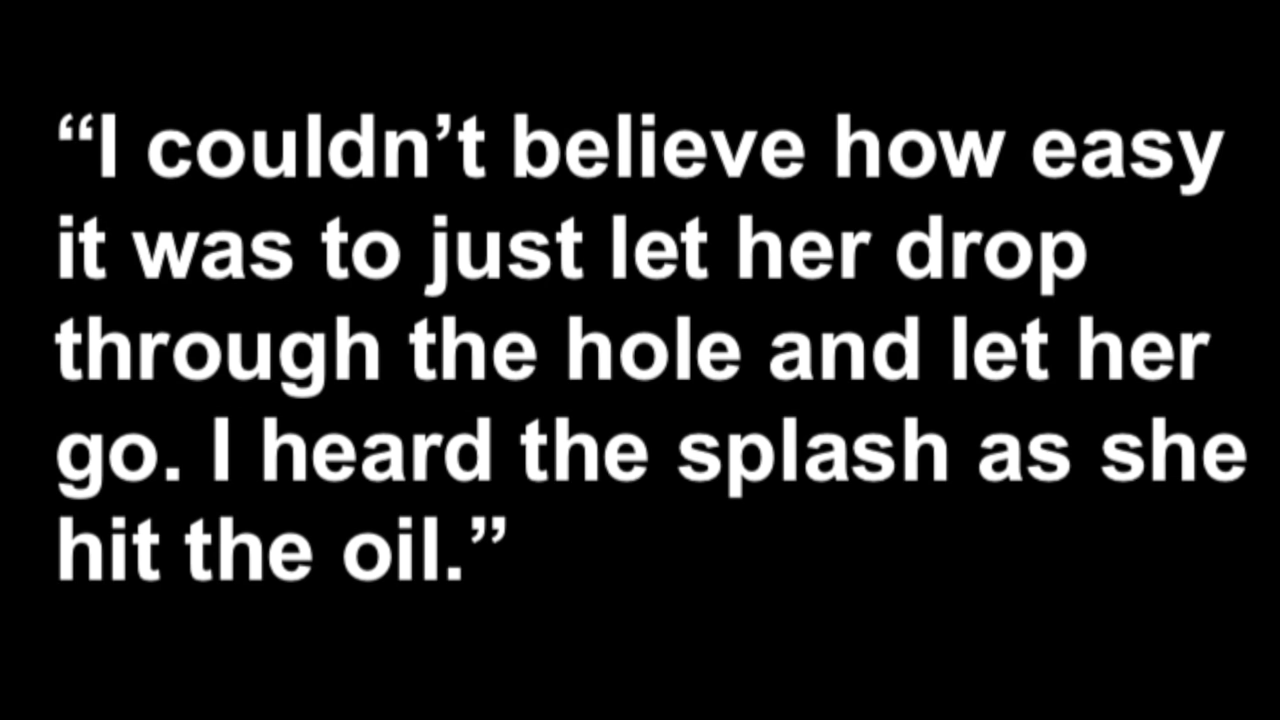 “I couldn’t believe how easy
it was to just let her drop
through the hole and let her
go. I heard the splash as she
hit the oil.”